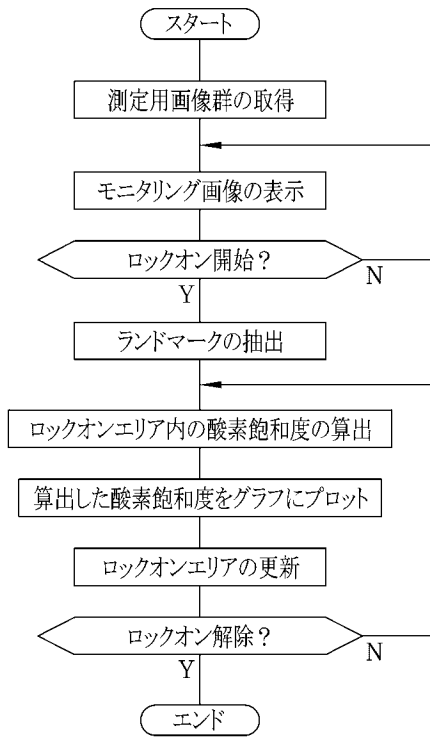 スタート
測定用画像群の取得
モニタリング画像の表示
ロックオン開始？
N
Y
ランドマークの抽出
ロックオンエリア内の酸素飽和度の算出
算出した酸素飽和度をグラフにプロット
ロックオンエリアの更新
ロックオン解除？
N
Y
エンド